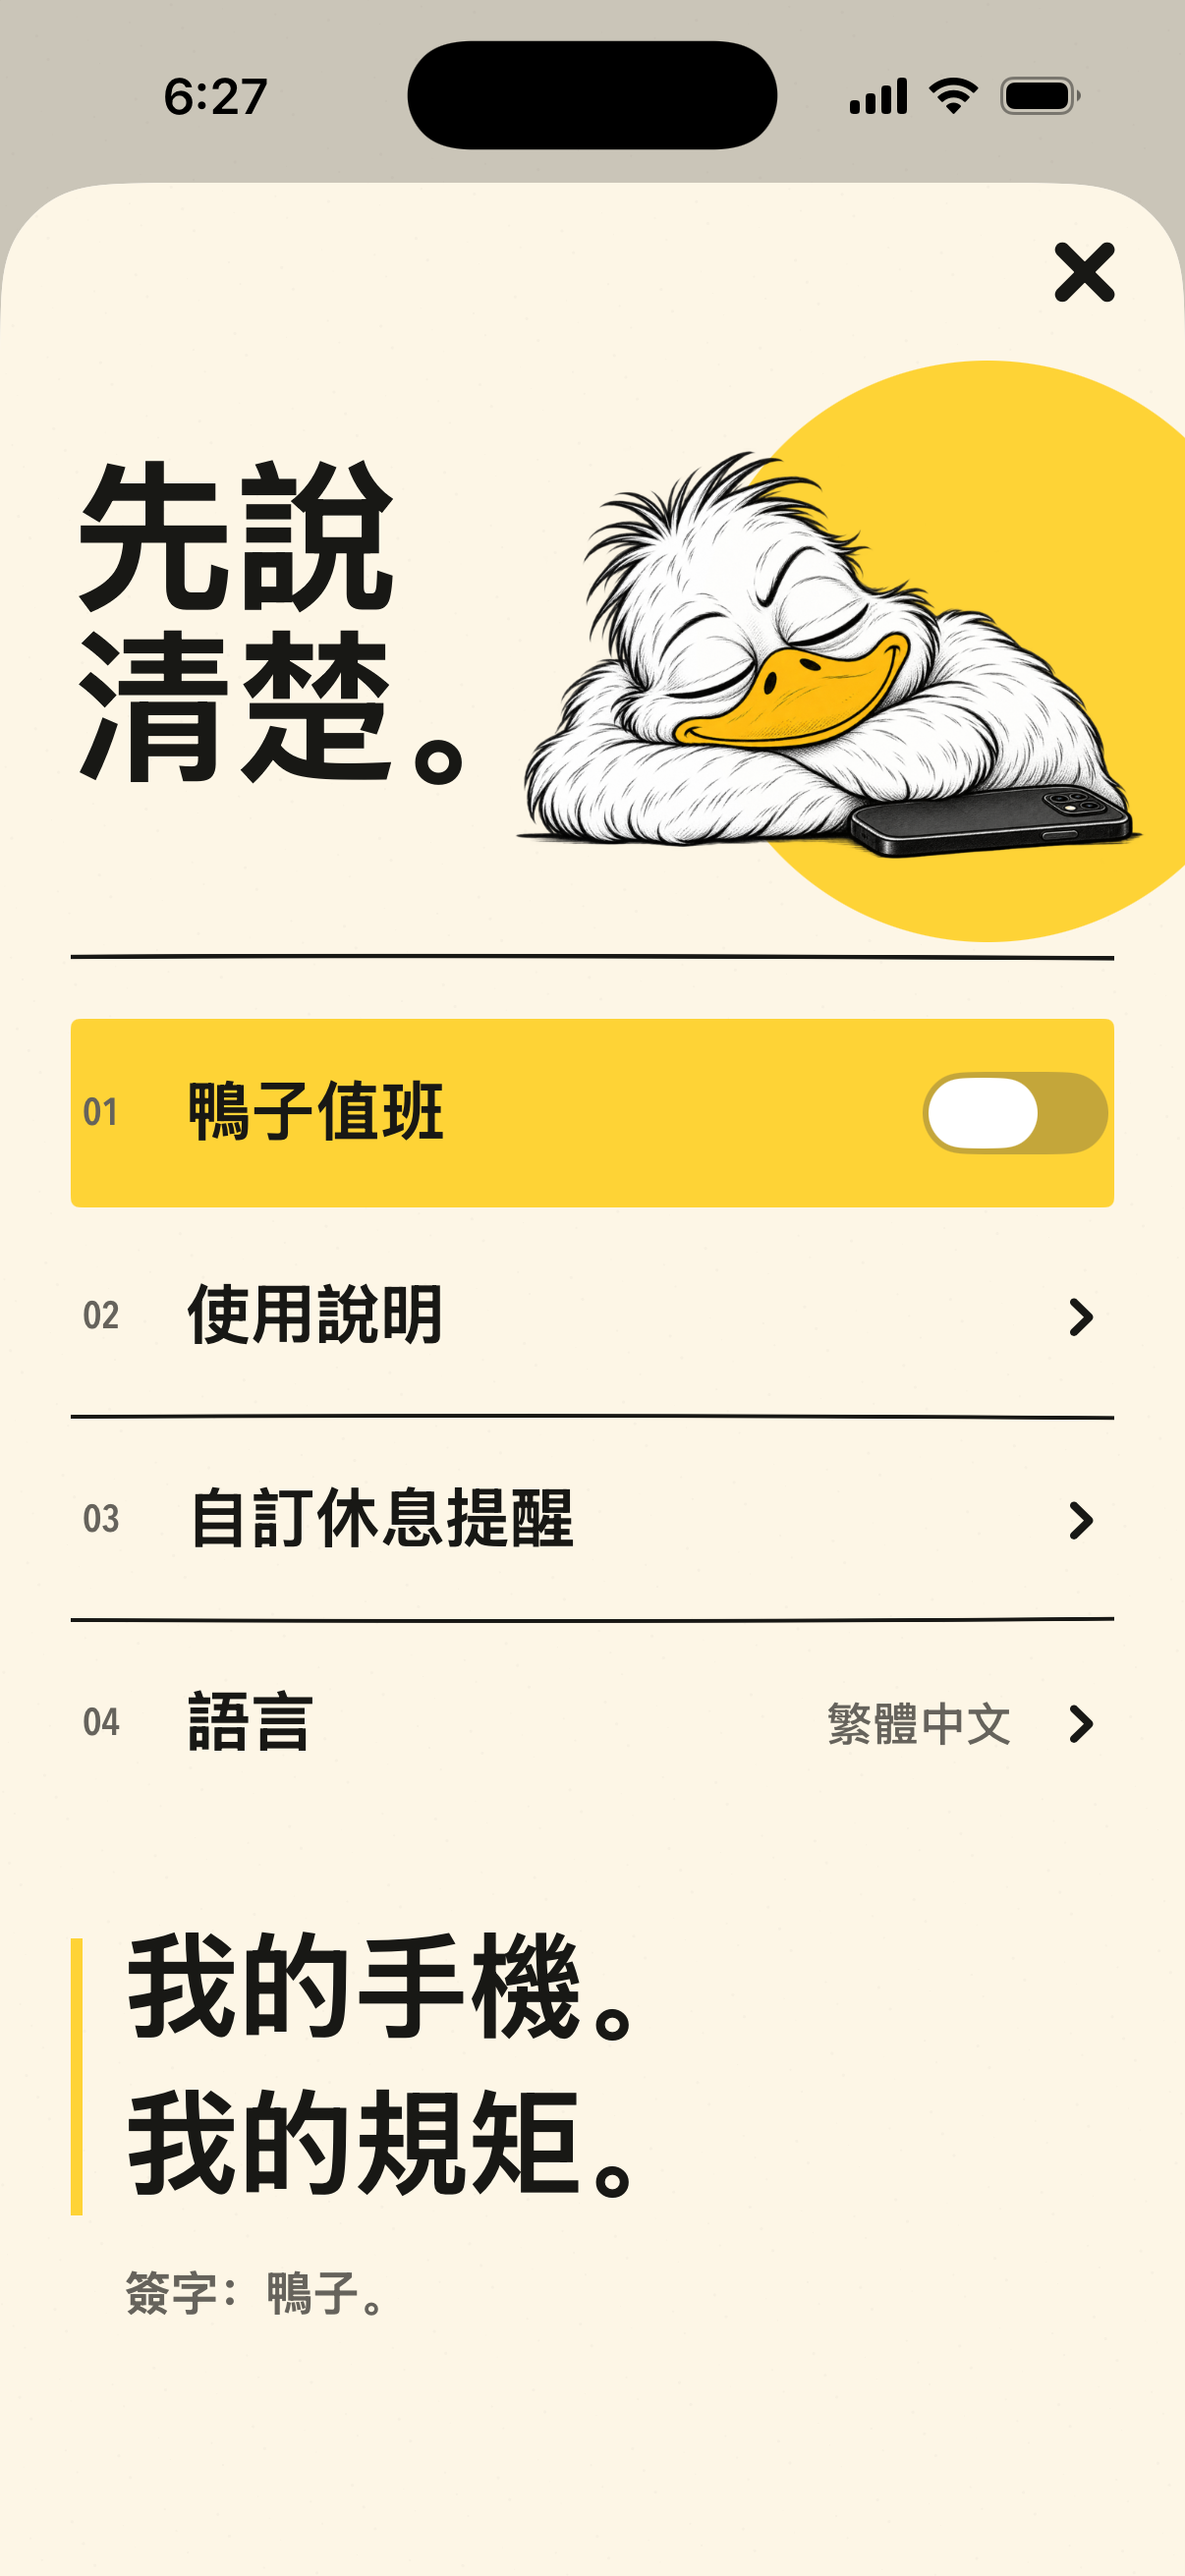 6:27
先說
清楚。
01 鴨子值班
02 使用說明
03 自訂休息提醒
04 語言 繁體中文
我的手機。
我的規矩。
簽字：鴨子。